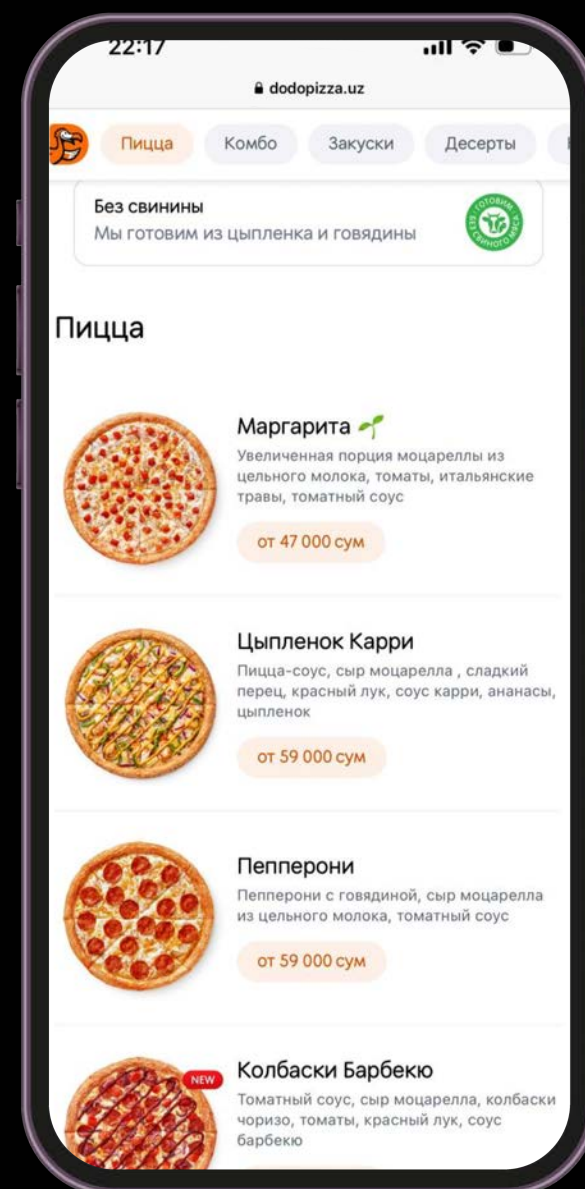 22:17
dodopizza.uz
Пицца Комбо Закуски Десерты
Без свинины
Мы готовим из цыпленка и говядины
ГОТОВИМ БЕЗ СВИНОГО МЯСА
Пицца
Маргарита
Увеличенная порция моцареллы из
цельного молока, томаты, итальянские
травы, томатный соус
от 47 000 сум
Цыпленок Карри
Пицца-соус, сыр моцарелла , сладкий
перец, красный лук, соус карри, ананасы,
цыпленок
от 59 000 сум
Пепперони
Пепперони с говядиной, сыр моцарелла
из цельного молока, томатный соус
от 59 000 сум
NEW
Колбаски Барбекю
Томатный соус, сыр моцарелла, колбаски
чоризо, томаты, красный лук, соус
барбекю